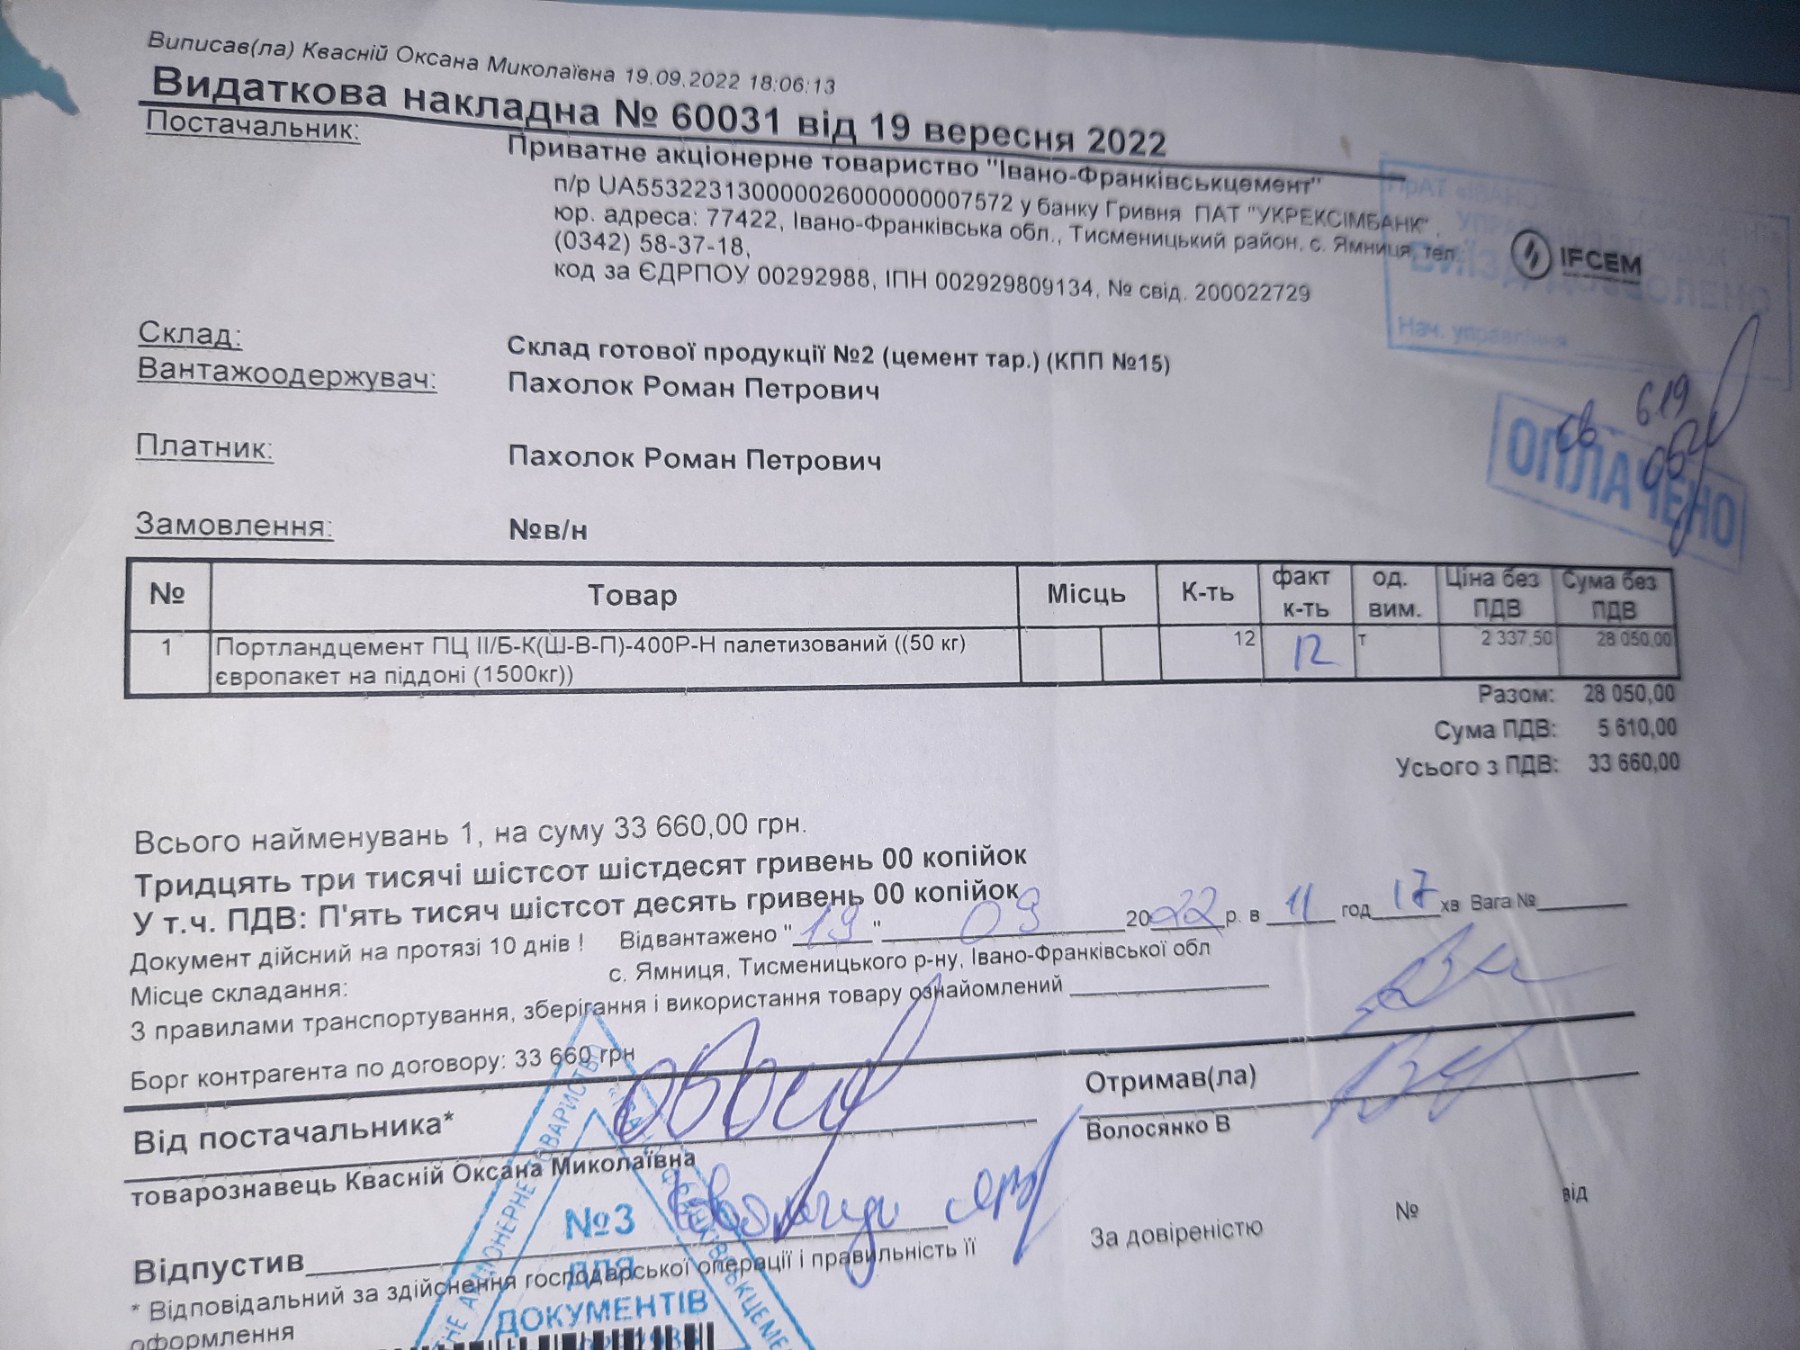 Виписав(ла) Квасній Оксана Миколаївна 19.09.2022 18:06:13
Видаткова накладна № 60031 від 19 вересня 2022
Постачальник: Приватне акціонерне товариство "Івано-Франківськцемент"
п/р UA553223130000026000000007572 у банку Гривня ПАТ "УКРЕКСІМБАНК",
юр. адреса: 77422, Івано-Франківська обл., Тисменицький район, с. Ямниця, тел.
(0342) 58-37-18,
код за ЄДРПОУ 00292988, ІПН 002929809134, № свід. 200022729
IFCEM
Нач. управління
Склад: Склад готової продукції №2 (цемент тар.) (КПП №15)
Вантажоодержувач: Пахолок Роман Петрович
619
ОПЛАЧЕНО
Платник: Пахолок Роман Петрович
Замовлення: №в/н
№ Товар Місць К-ть факт к-ть од. вим. Ціна без ПДВ Сума без ПДВ
1 Портландцемент ПЦ ІІ/Б-К(Ш-В-П)-400Р-Н палетизований ((50 кг) 12 12 т 2 337,50 28 050,00
європакет на піддоні (1500кг))
Разом: 28 050,00
Сума ПДВ: 5 610,00
Усього з ПДВ: 33 660,00
Всього найменувань 1, на суму 33 660,00 грн.
Тридцять три тисячі шістсот шістдесят гривень 00 копійок
У т.ч. ПДВ: П'ять тисяч шістсот десять гривень 00 копійок
Документ дійсний на протязі 10 днів ! Відвантажено "19" 09 2022 р. в 11 год 17 хв Вага №
Місце складання: с. Ямниця, Тисменицького р-ну, Івано-Франківської обл
З правилами транспортування, зберігання і використання товару ознайомлений
Борг контрагента по договору: 33 660 грн
Від постачальника* Отримав(ла)
товарознавець Квасній Оксана Миколаївна Волосянко В
Відпустив За довіреністю № від
* Відповідальний за здійснення господарської операції і правильність її
оформлення
№3
ДЛЯ
ДОКУМЕНТІВ